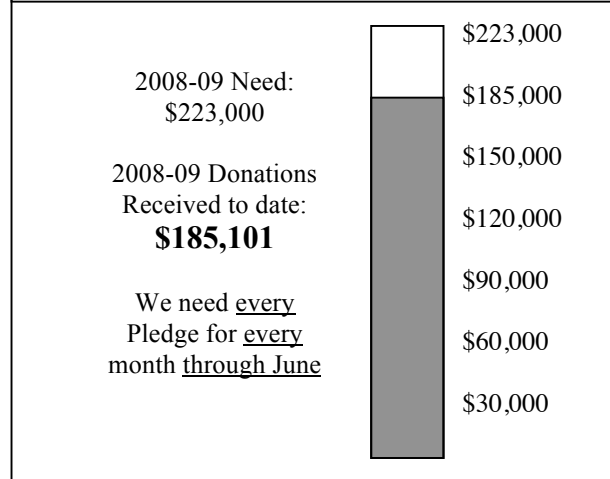 2008-09 Need:
$223,000
2008-09 Donations
Received to date:
$185,101
We need every
Pledge for every
month through June
$223,000
$185,000
$150,000
$120,000
$90,000
$60,000
$30,000